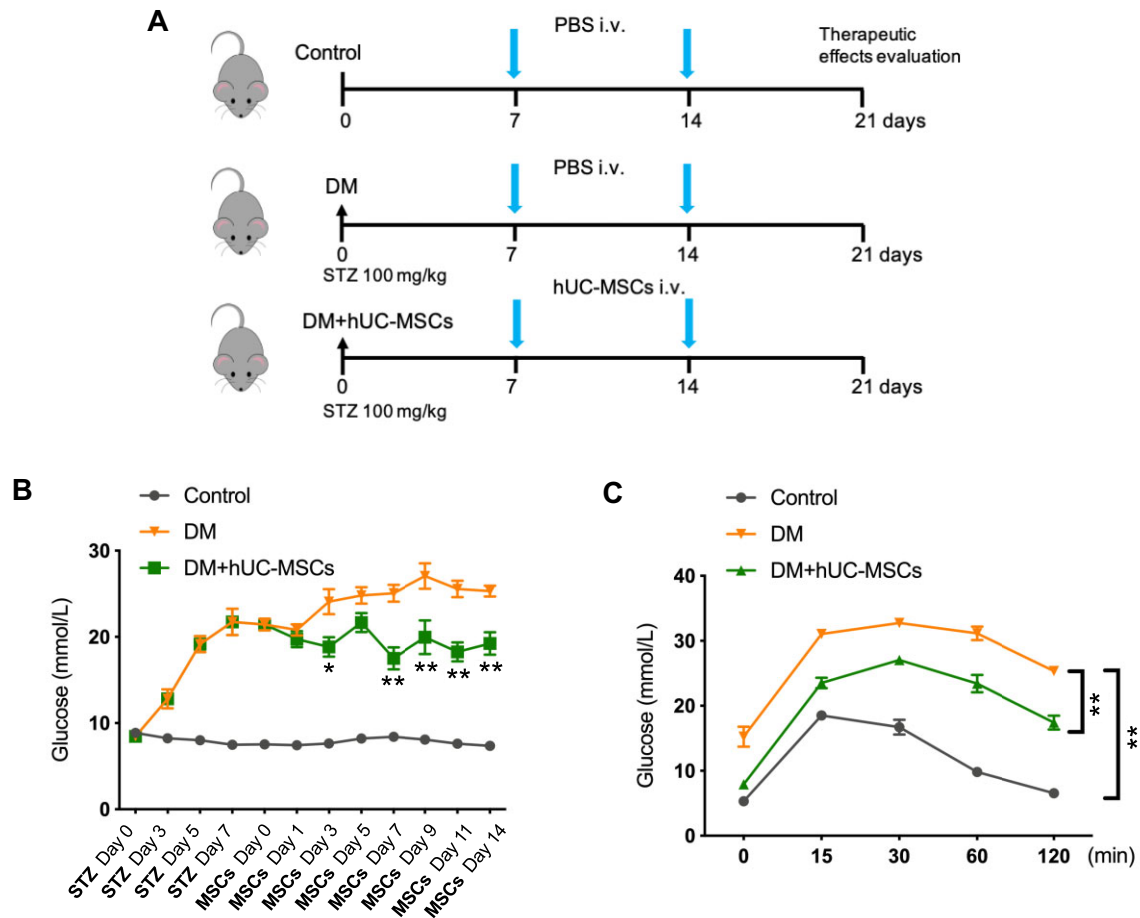 A
Control
PBS i.v.
Therapeutic
effects evaluation
0
7
14
21 days
DM
PBS i.v.
0
7
14
21 days
STZ 100 mg/kg
DM+hUC-MSCs
hUC-MSCs i.v.
0
7
14
21 days
STZ 100 mg/kg
B
Control
DM
DM+hUC-MSCs
Glucose (mmol/L)
30
20
10
0
*
**
**
**
**
STZ Day 0
STZ Day 3
STZ Day 5
STZ Day 7
MSCs Day 0
MSCs Day 1
MSCs Day 3
MSCs Day 5
MSCs Day 7
MSCs Day 9
MSCs Day 11
MSCs Day 14
C
Control
DM
DM+hUC-MSCs
Glucose (mmol/L)
40
30
20
10
0
**
**
0
15
30
60
120
(min)